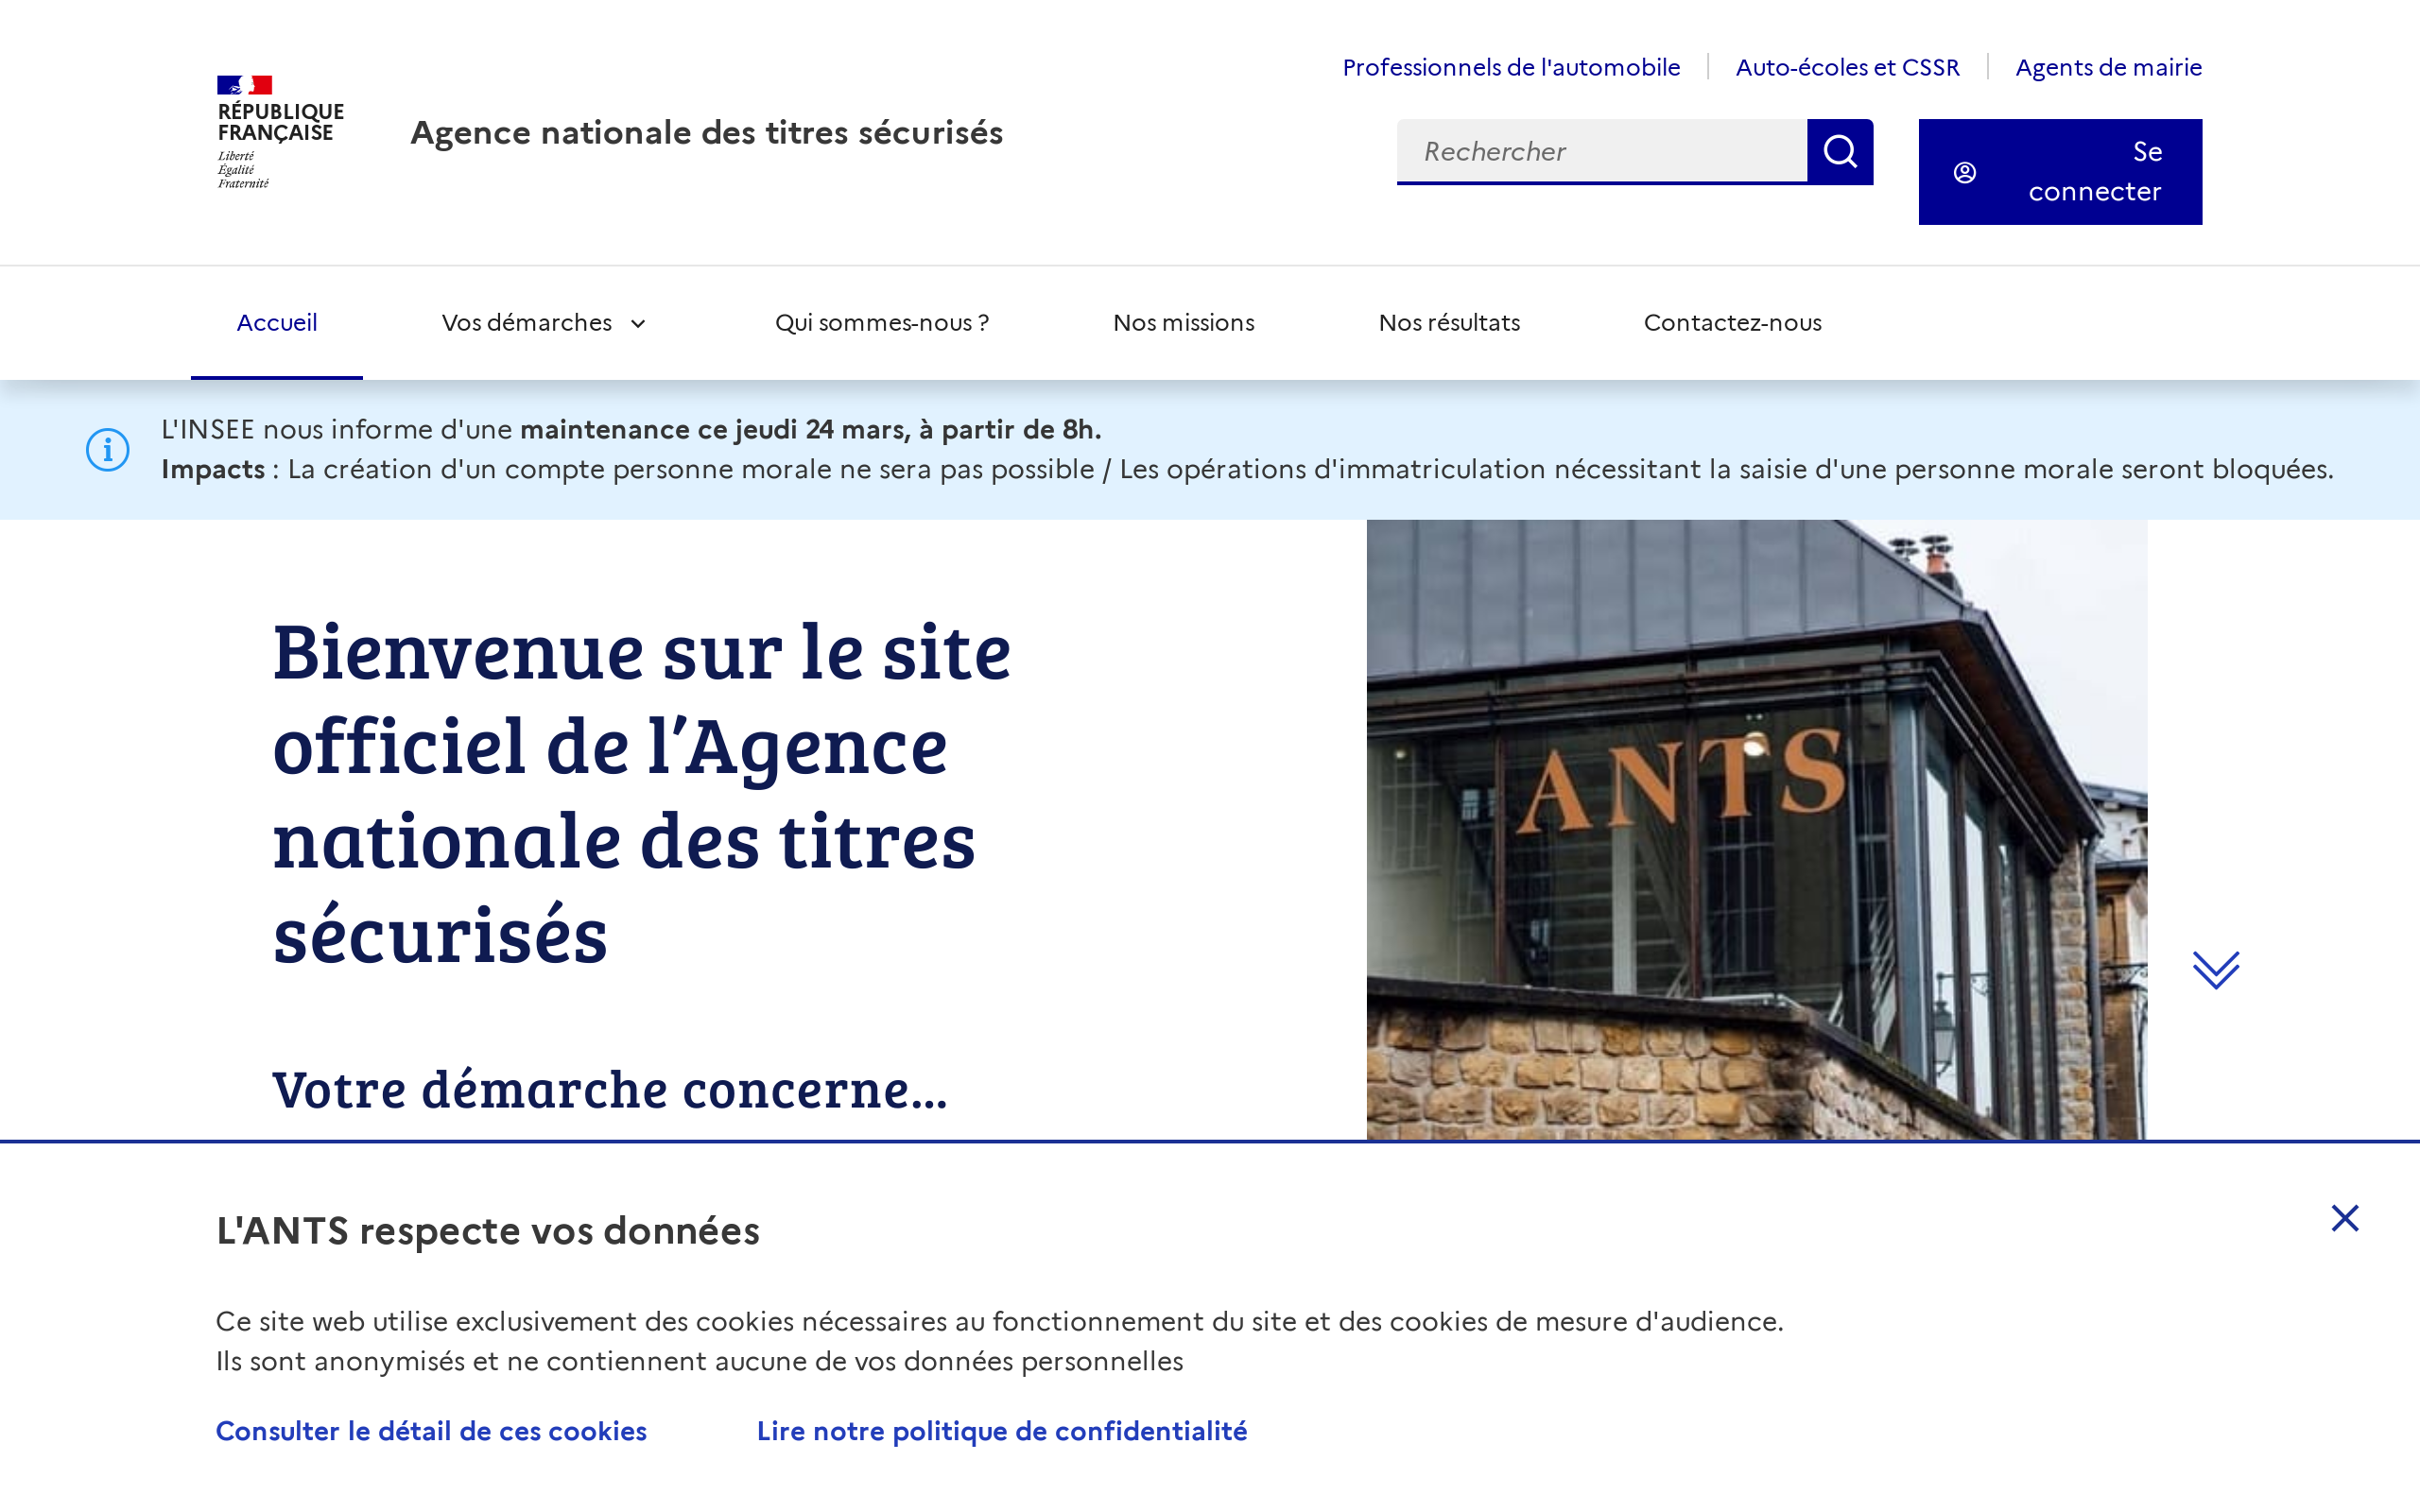 RÉPUBLIQUE
FRANÇAISE
Liberté
Égalité
Fraternité
Agence nationale des titres sécurisés
Professionnels de l'automobile
Auto-écoles et CSSR
Agents de mairie
Rechercher
Se
connecter
Accueil
Vos démarches
Qui sommes-nous ?
Nos missions
Nos résultats
Contactez-nous
L'INSEE nous informe d'une maintenance ce jeudi 24 mars, à partir de 8h.
Impacts : La création d'un compte personne morale ne sera pas possible / Les opérations d'immatriculation nécessitant la saisie d'une personne morale seront bloquées.
Bienvenue sur le site
officiel de l’Agence
nationale des titres
sécurisés
ANTS
Votre démarche concerne...
L'ANTS respecte vos données
Ce site web utilise exclusivement des cookies nécessaires au fonctionnement du site et des cookies de mesure d'audience.
Ils sont anonymisés et ne contiennent aucune de vos données personnelles
Consulter le détail de ces cookies
Lire notre politique de confidentialité